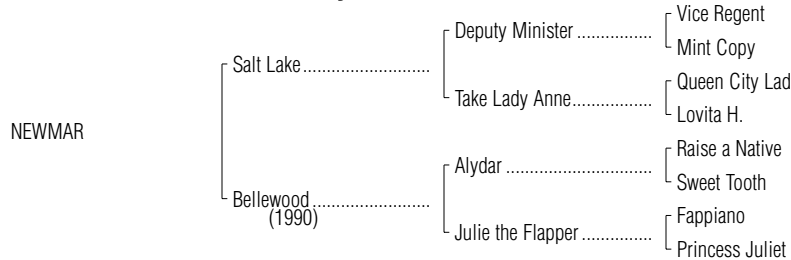 Vice Regent
Deputy Minister ................
Mint Copy
Salt Lake...........................
Queen City Lad
Take Lady Anne.................
Lovita H.
NEWMAR
Raise a Native
Alydar ...............................
Sweet Tooth
Bellewood.........................
(1990)
Fappiano
Julie the Flapper ...............
Princess Juliet